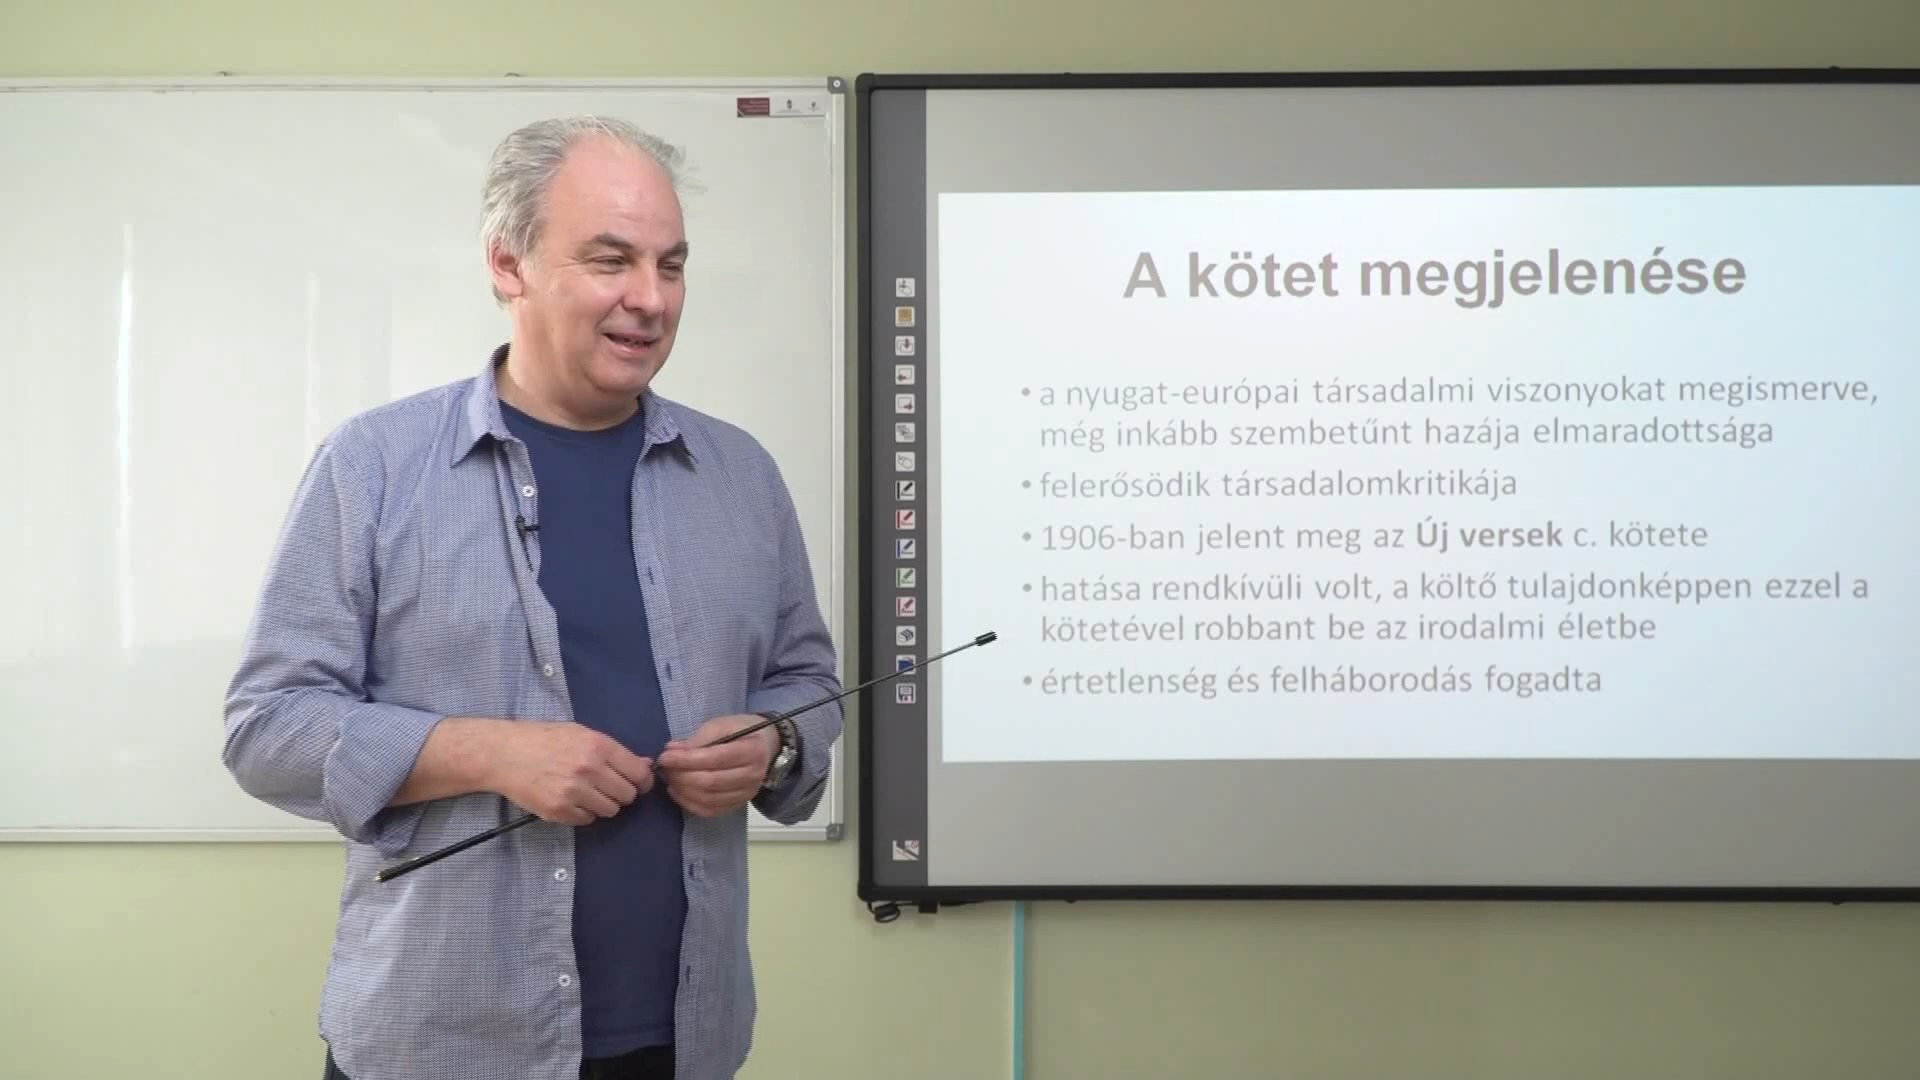 A kötet megjelenése
• a nyugat-európai társadalmi viszonyokat megismerve,
még inkább szembetűnt hazája elmaradottsága
• felerősödik társadalomkritikája
• 1906-ban jelent meg az Új versek c. kötete
• hatása rendkívüli volt, a költő tulajdonképpen ezzel a
kötetével robbant be az irodalmi életbe
• értetlenség és felháborodás fogadta